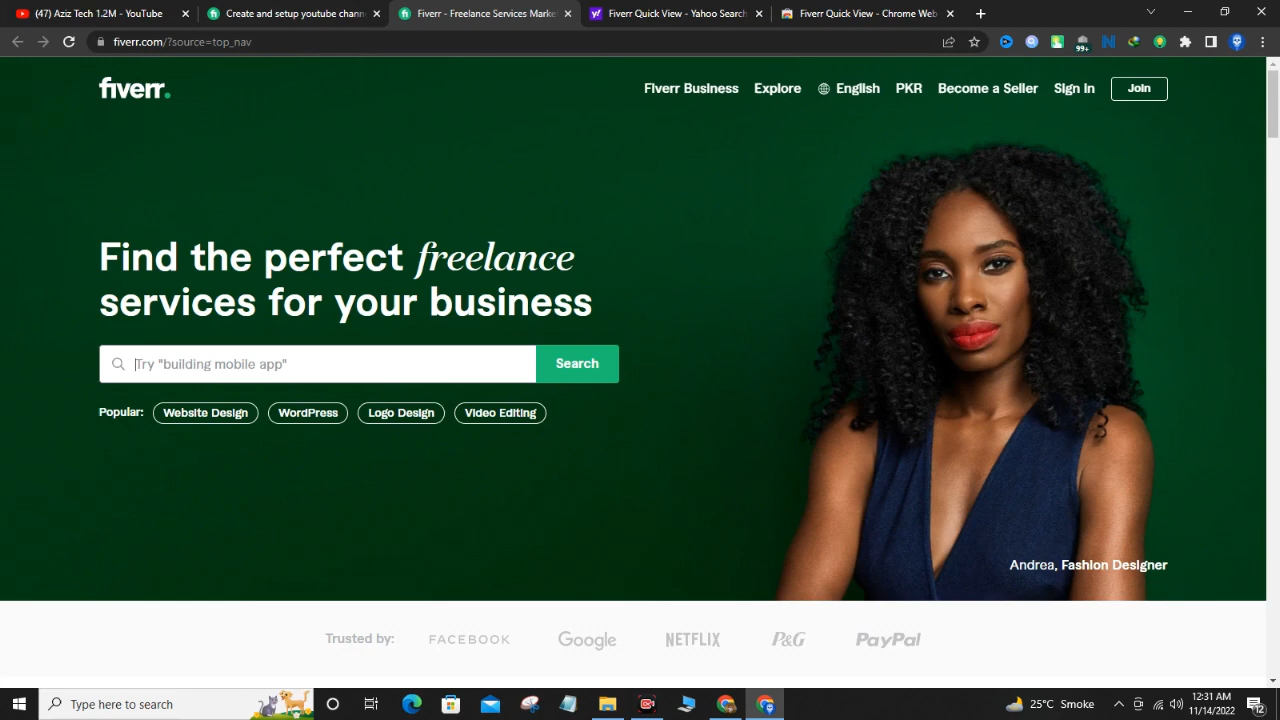 (47) Aziz Tech 1.2M - YouTube
Create and setup youtube chann
Fiverr - Freelance Services Marke
Fiverr Quick View - Yahoo Search
Fiverr Quick View - Chrome Web
fiverr.com/?source=top_nav
99+
fiverr.
Fiverr Business
Explore
English
PKR
Become a Seller
Sign In
Join
Find the perfect freelance
services for your business
Try "building mobile app"
Search
Popular:
Website Design
WordPress
Logo Design
Video Editing
Andrea, Fashion Designer
Trusted by:
FACEBOOK
Google
NETFLIX
P&G
PayPal
Type here to search
25°C Smoke
12:31 AM
11/14/2022
12